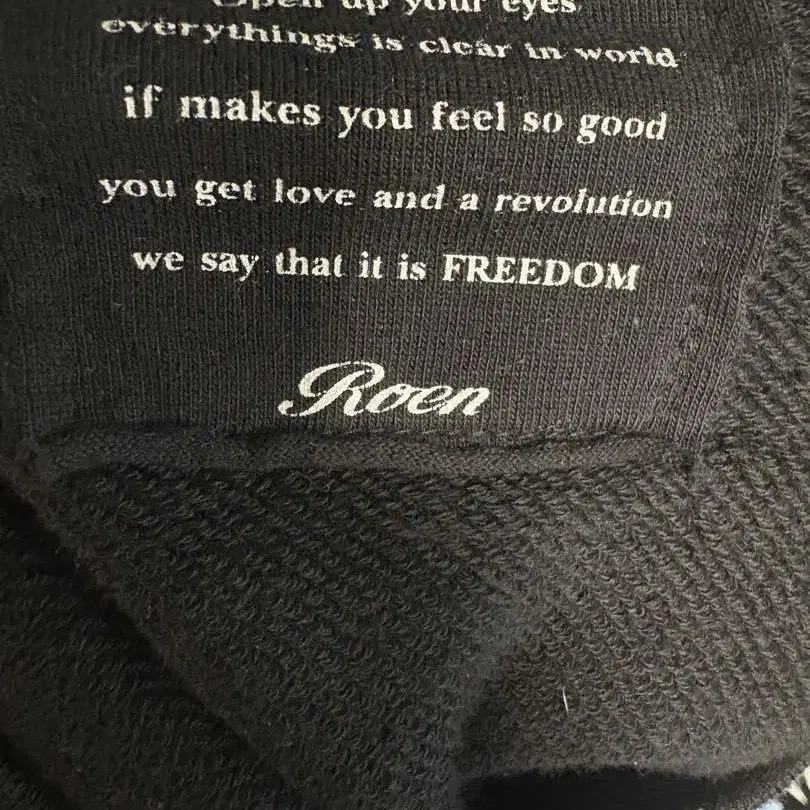 Open up your eyes
everythings is clear in world
if makes you feel so good
you get love and a revolution
we say that it is FREEDOM
Roen